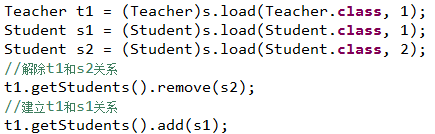 Teacher t1 = (Teacher)s.load(Teacher.class, 1);
Student s1 = (Student)s.load(Student.class, 1);
Student s2 = (Student)s.load(Student.class, 2);
//解除t1和s2关系
t1.getStudents().remove(s2);
//建立t1和s1关系
t1.getStudents().add(s1);